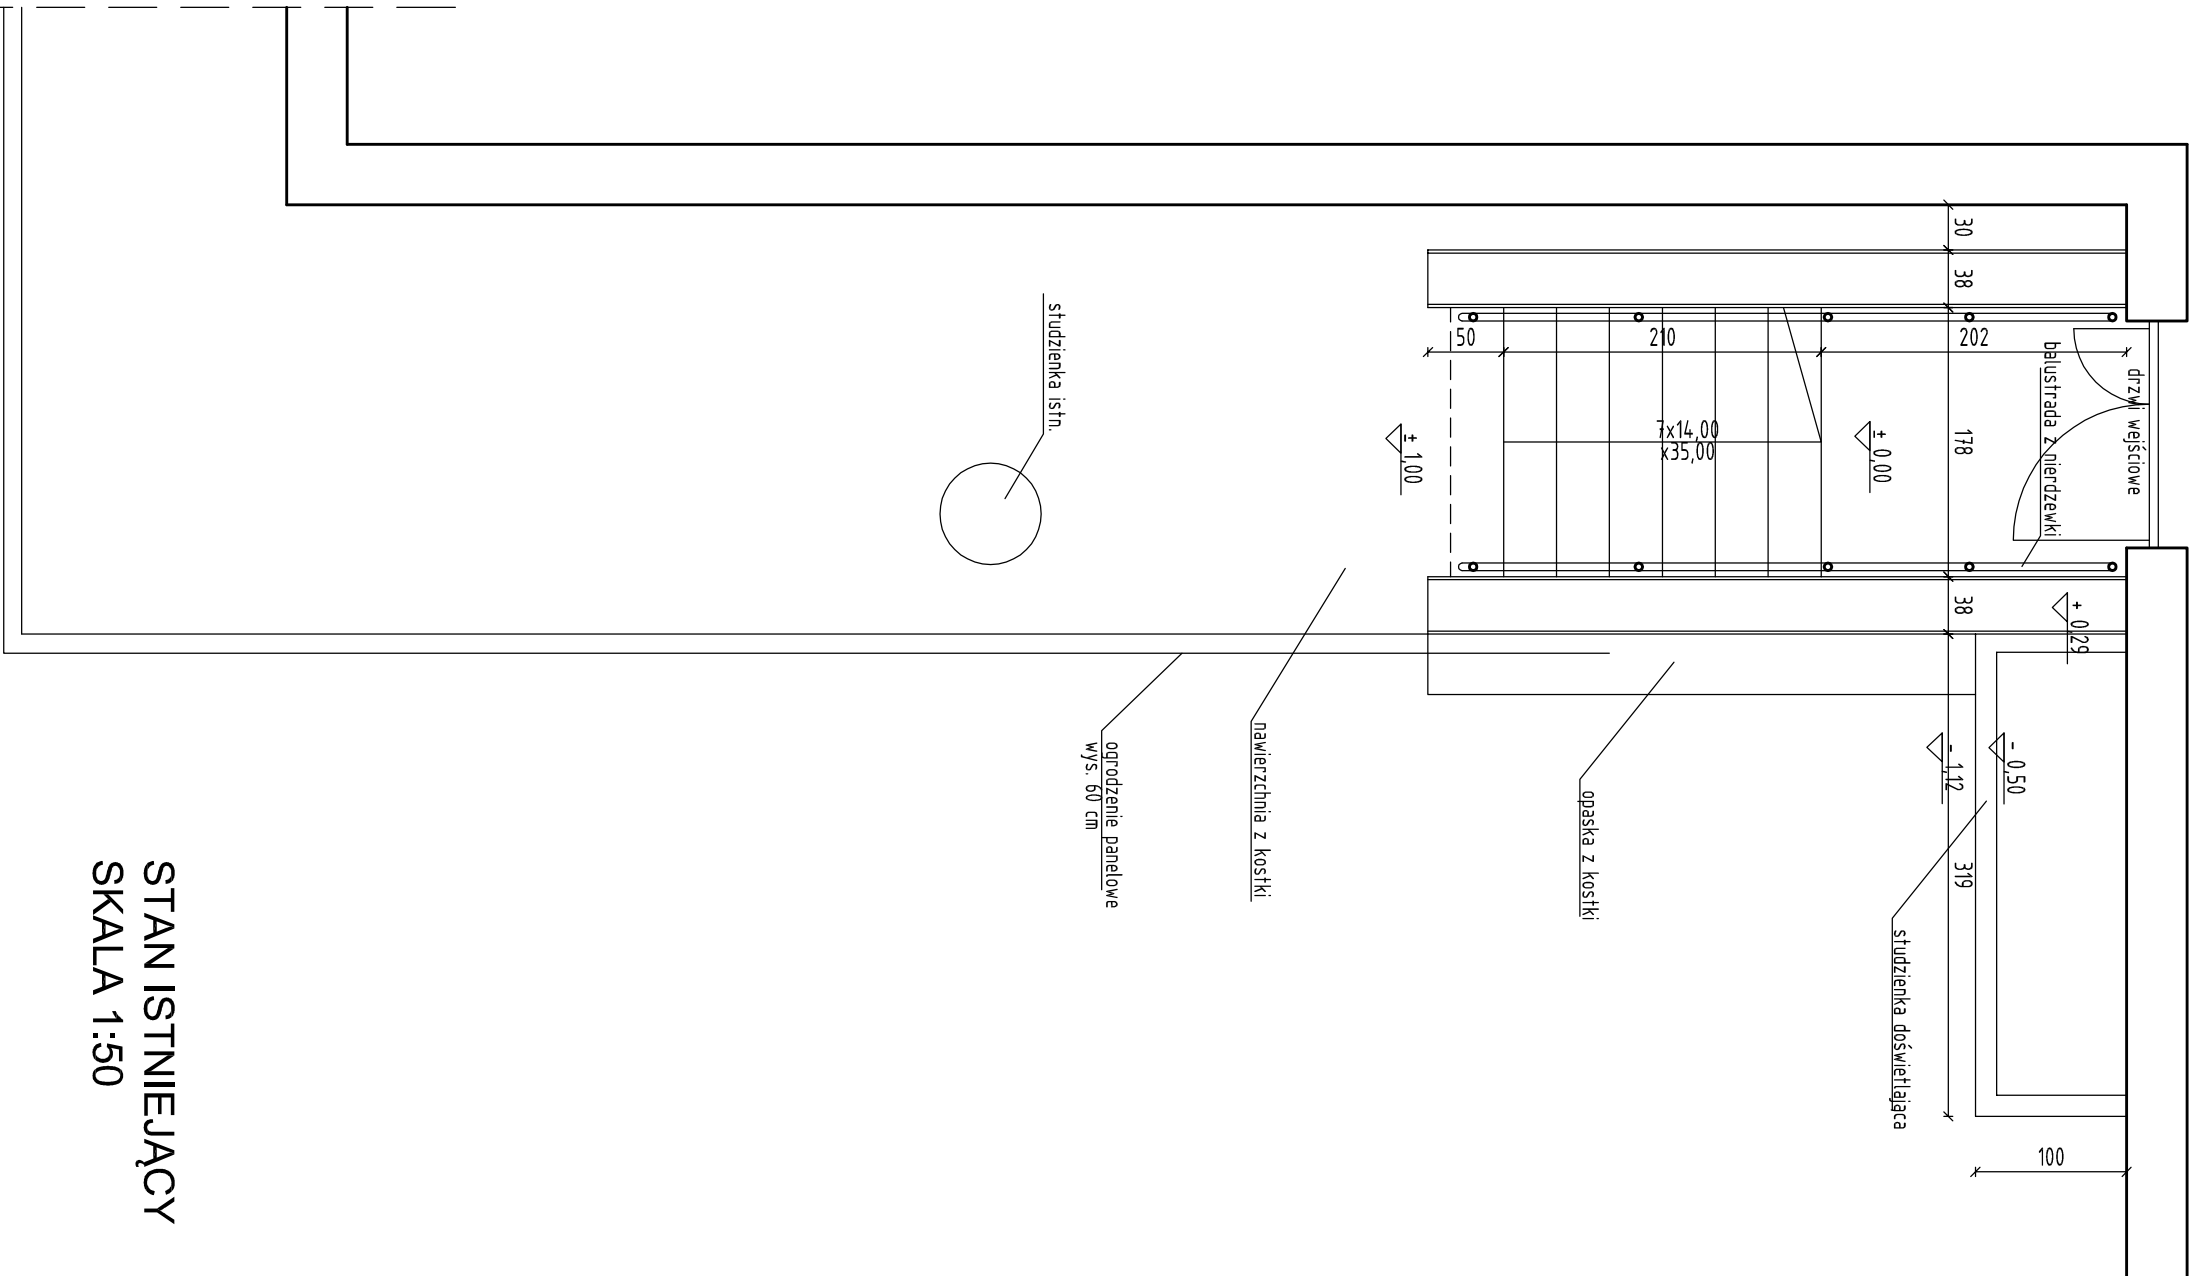 30
38
178
38
319
100
50
210
202
7x14,00
x35,00
± 1,00
± 0,00
+ 0,29
- 0,50
- 1,12
drzwi wejściowe
balustrada z nierdzewki
studzienka istn.
nawierzchnia z kostki
opaska z kostki
studzienka doświetlająca
ogrodzenie panelowe
wys. 60 cm
STAN ISTNIEJĄCY
SKALA 1:50